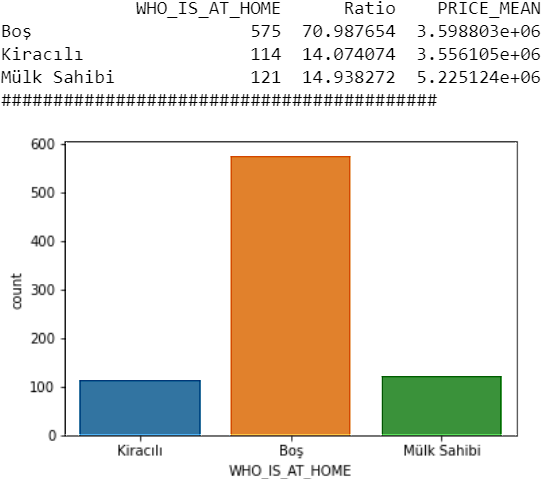 WHO_IS_AT_HOME Ratio PRICE_MEAN
Boş 575 70.987654 3.598803e+06
Kiracılı 114 14.074074 3.556105e+06
Mülk Sahibi 121 14.938272 5.225124e+06
##########################################
600
500
400
300
200
100
0
count
Kiracılı Boş Mülk Sahibi
WHO_IS_AT_HOME